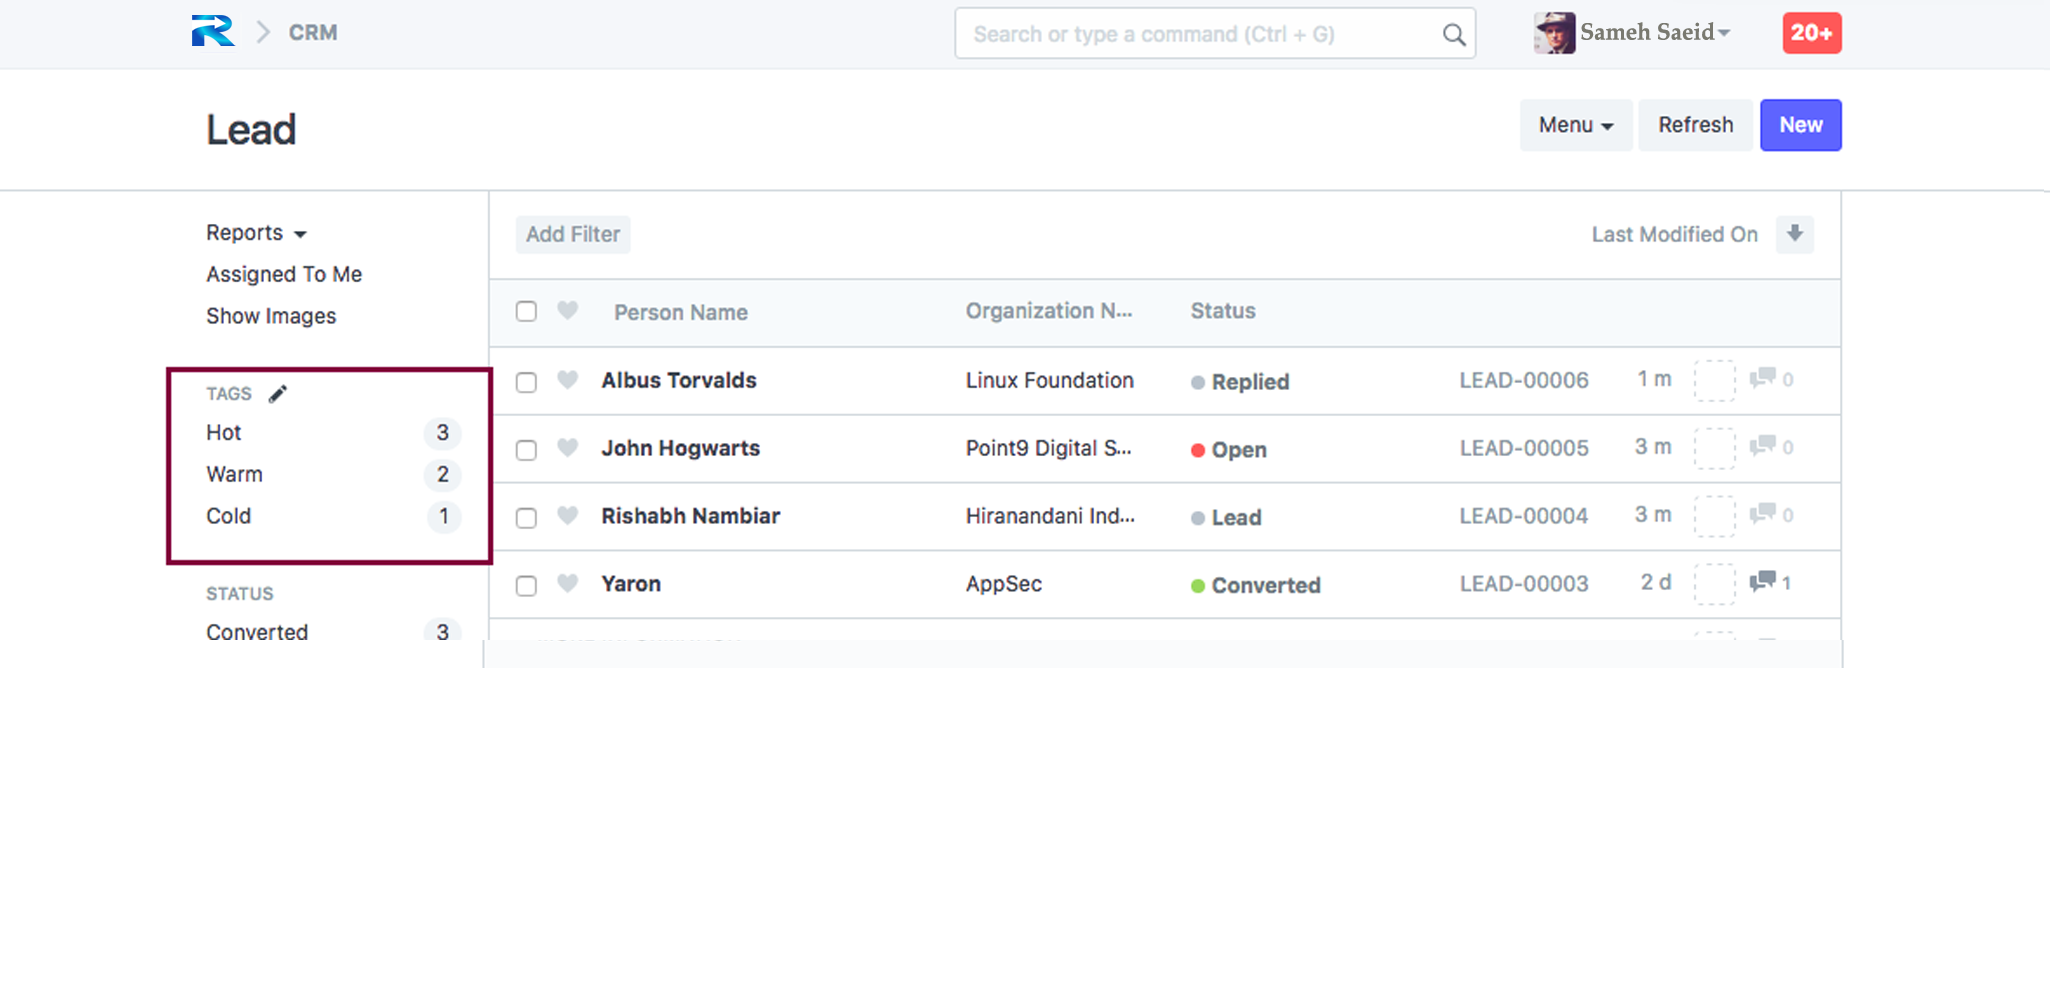 CRM
Search or type a command (Ctrl + G)
Sameh Saeid
20+
Lead
Menu
Refresh
New
Reports
Assigned To Me
Show Images
TAGS
Hot 3
Warm 2
Cold 1
STATUS
Converted 3
Add Filter
Last Modified On
Person Name Organization N... Status
Albus Torvalds Linux Foundation Replied LEAD-00006 1 m 0
John Hogwarts Point9 Digital S... Open LEAD-00005 3 m 0
Rishabh Nambiar Hiranandani Ind... Lead LEAD-00004 3 m 0
Yaron AppSec Converted LEAD-00003 2 d 1